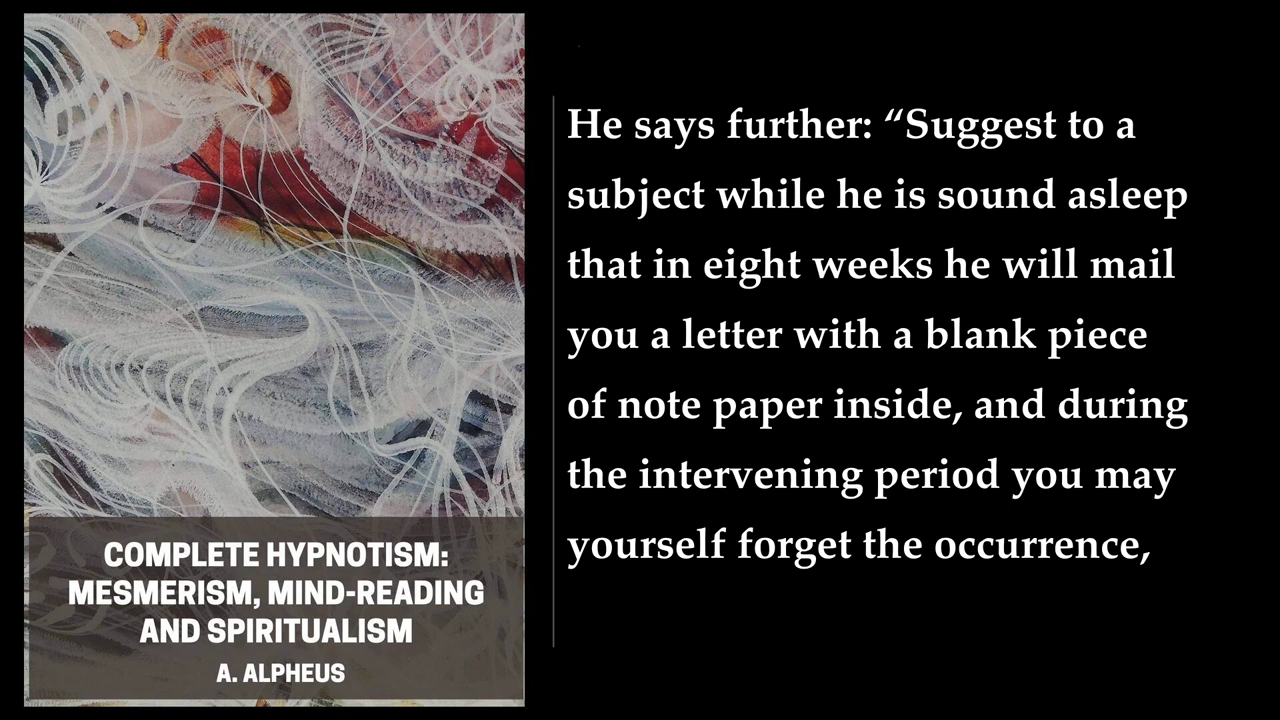 He says further: “Suggest to a
subject while he is sound asleep
that in eight weeks he will mail
you a letter with a blank piece
of note paper inside, and during
the intervening period you may
yourself forget the occurrence,
COMPLETE HYPNOTISM:
MESMERISM, MIND-READING
AND SPIRITUALISM
A. ALPHEUS